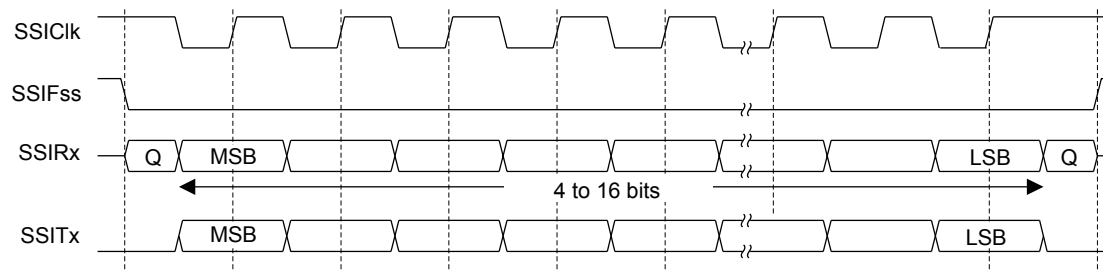 SSIClk
SSIFss
SSIRx Q MSB LSB Q
4 to 16 bits
SSITx MSB LSB